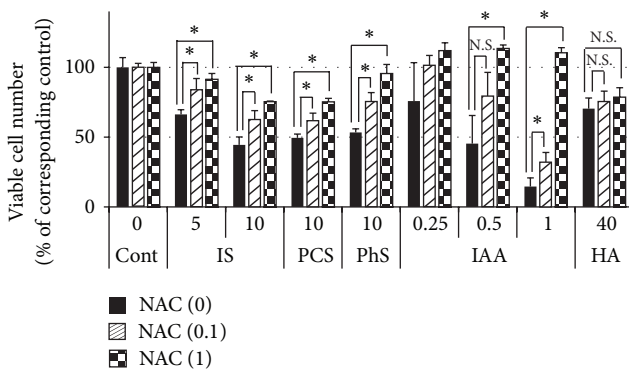 Viable cell number
(% of corresponding control)
100
50
0
* * * * * * * * N.S. * * * N.S. N.S.
0 5 10 10 10 0.25 0.5 1 40
Cont IS PCS PhS IAA HA
NAC (0)
NAC (0.1)
NAC (1)